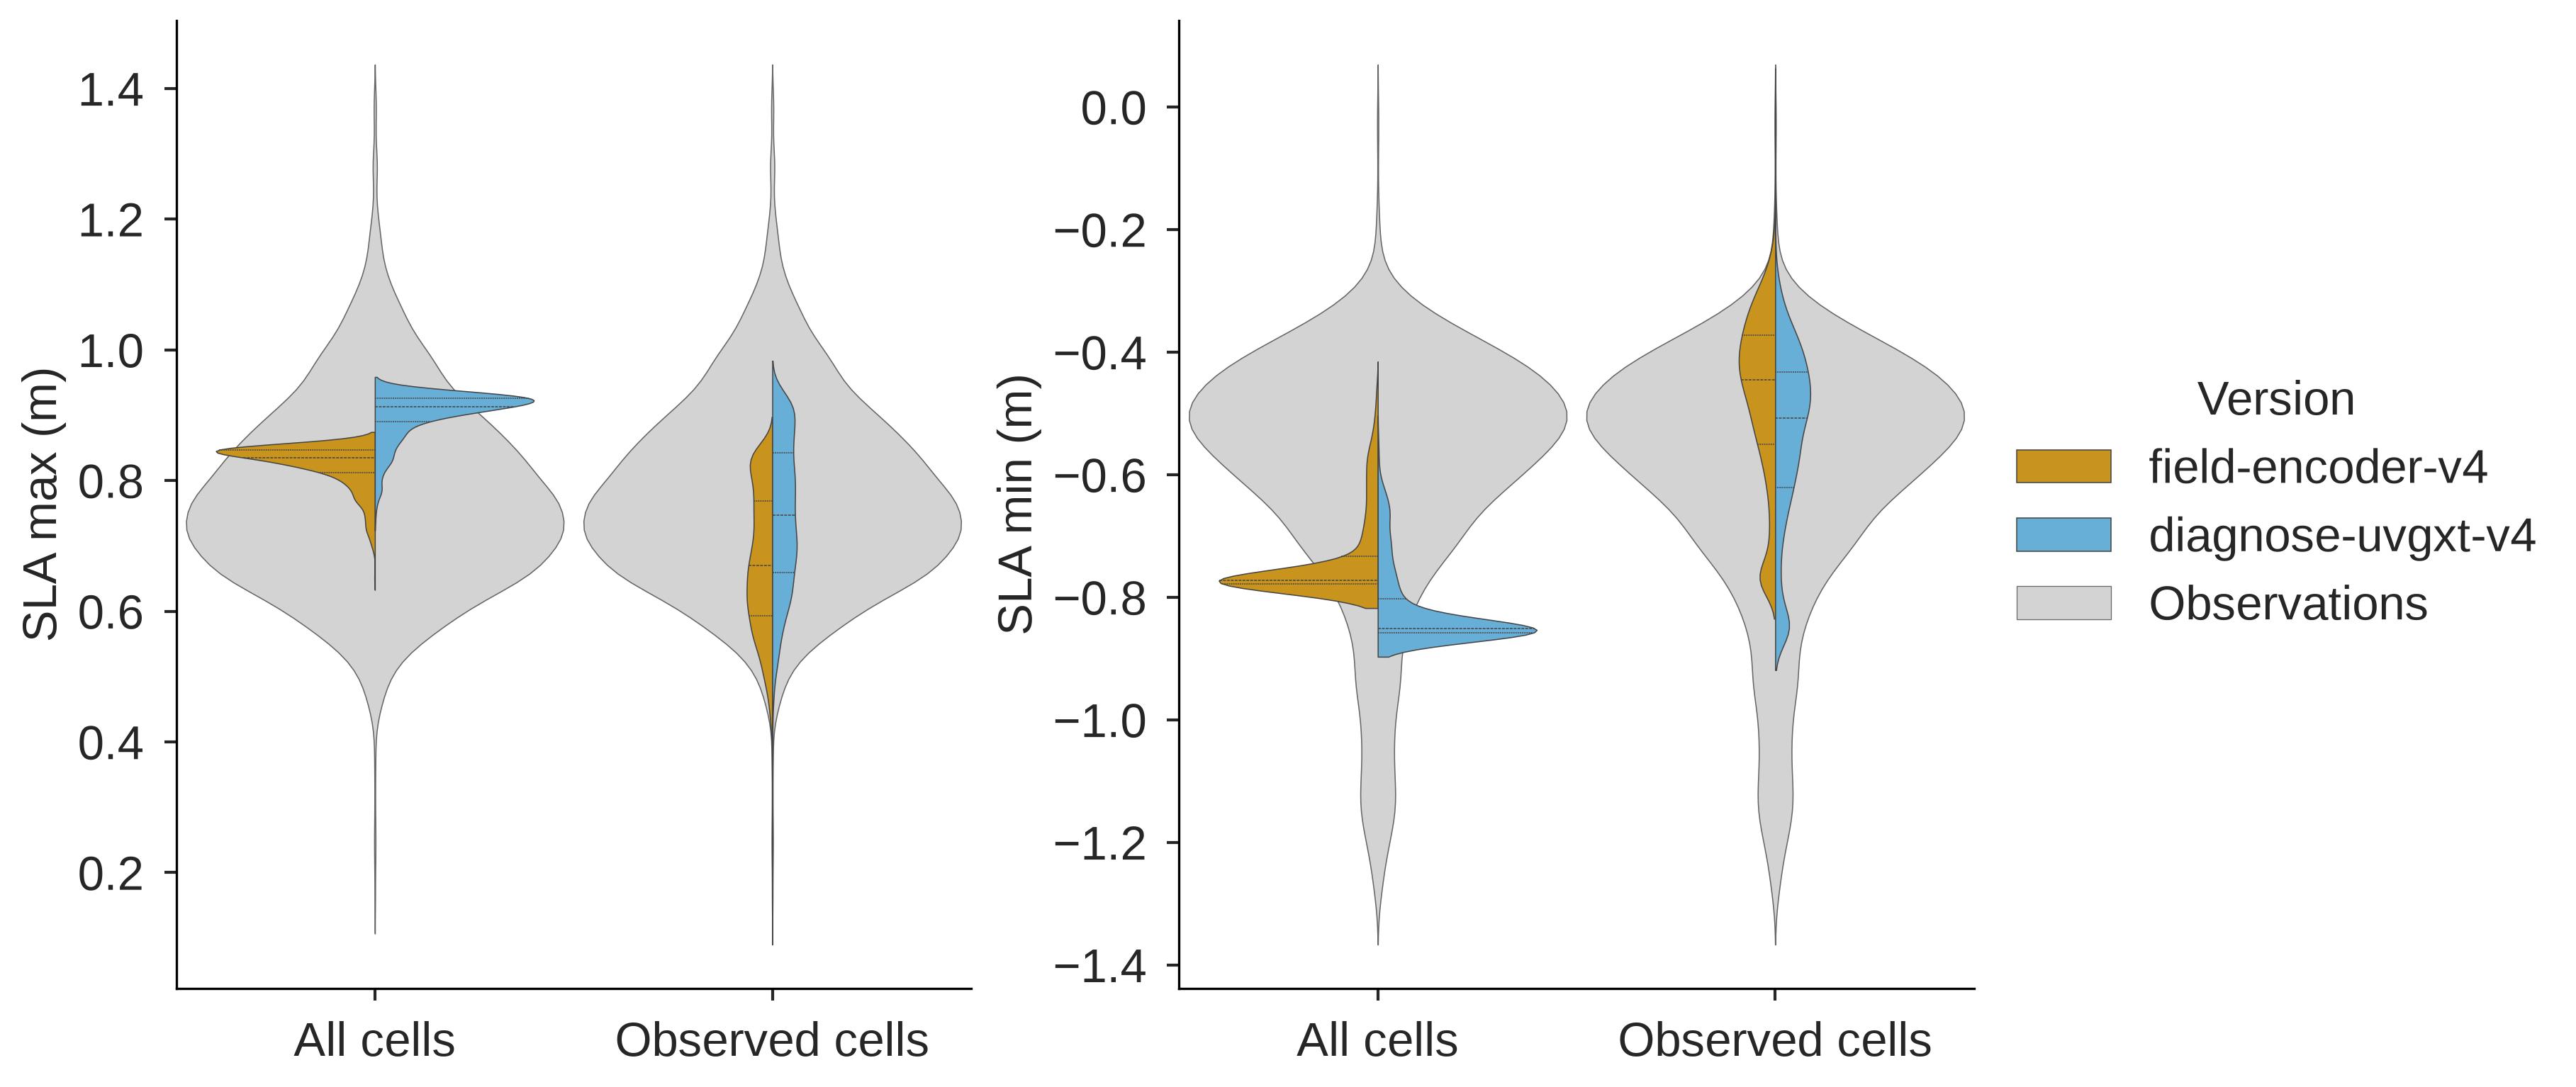 SLA max (m)
1.4
1.2
1.0
0.8
0.6
0.4
0.2
All cells
Observed cells
SLA min (m)
0.0
−0.2
−0.4
−0.6
−0.8
−1.0
−1.2
−1.4
All cells
Observed cells
Version
field-encoder-v4
diagnose-uvgxt-v4
Observations